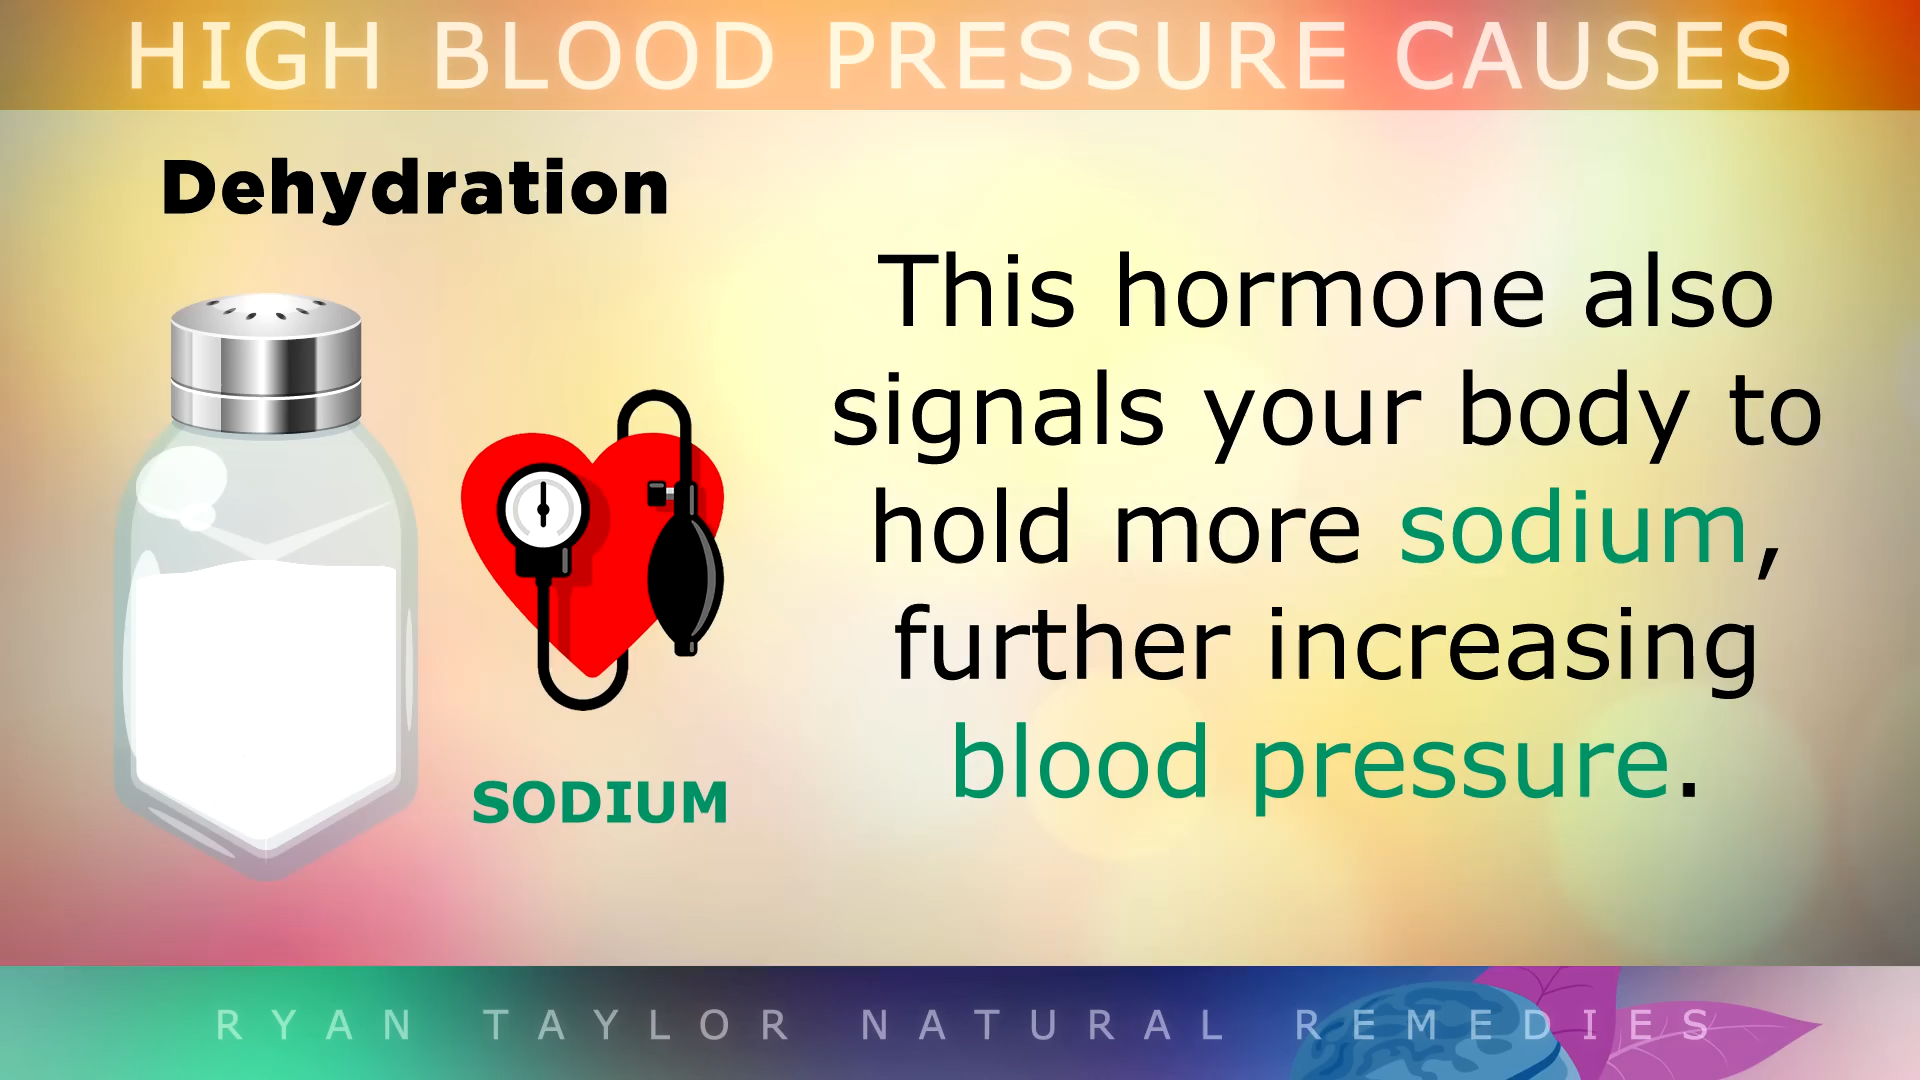 HIGH BLOOD PRESSURE CAUSES
Dehydration
This hormone also
signals your body to
hold more sodium,
further increasing
blood pressure.
SODIUM
RYAN TAYLOR NATURAL REMEDIES